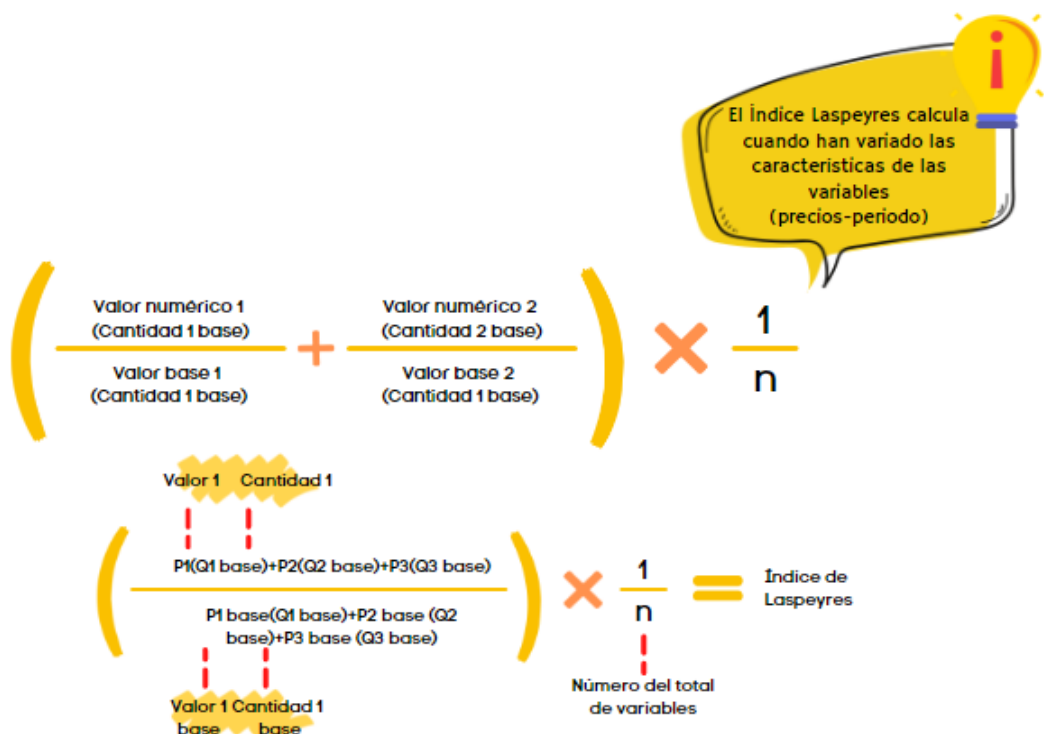 El Índice Laspeyres calcula
cuando han variado las
caracteristicas de las
variables
(precios-periodo)
Valor numérico 1
(Cantidad 1 base)
Valor base 1
(Cantidad 1 base)
+
Valor numérico 2
(Cantidad 2 base)
Valor base 2
(Cantidad 1 base)
×
1
n
Valor 1 Cantidad 1
P1(Q1 base)+P2(Q2 base)+P3(Q3 base)
P1 base(Q1 base)+P2 base (Q2
base)+P3 base (Q3 base)
Valor 1 Cantidad 1
base base
×
1
n
Número del total
de variables
=
Índice de
Laspeyres